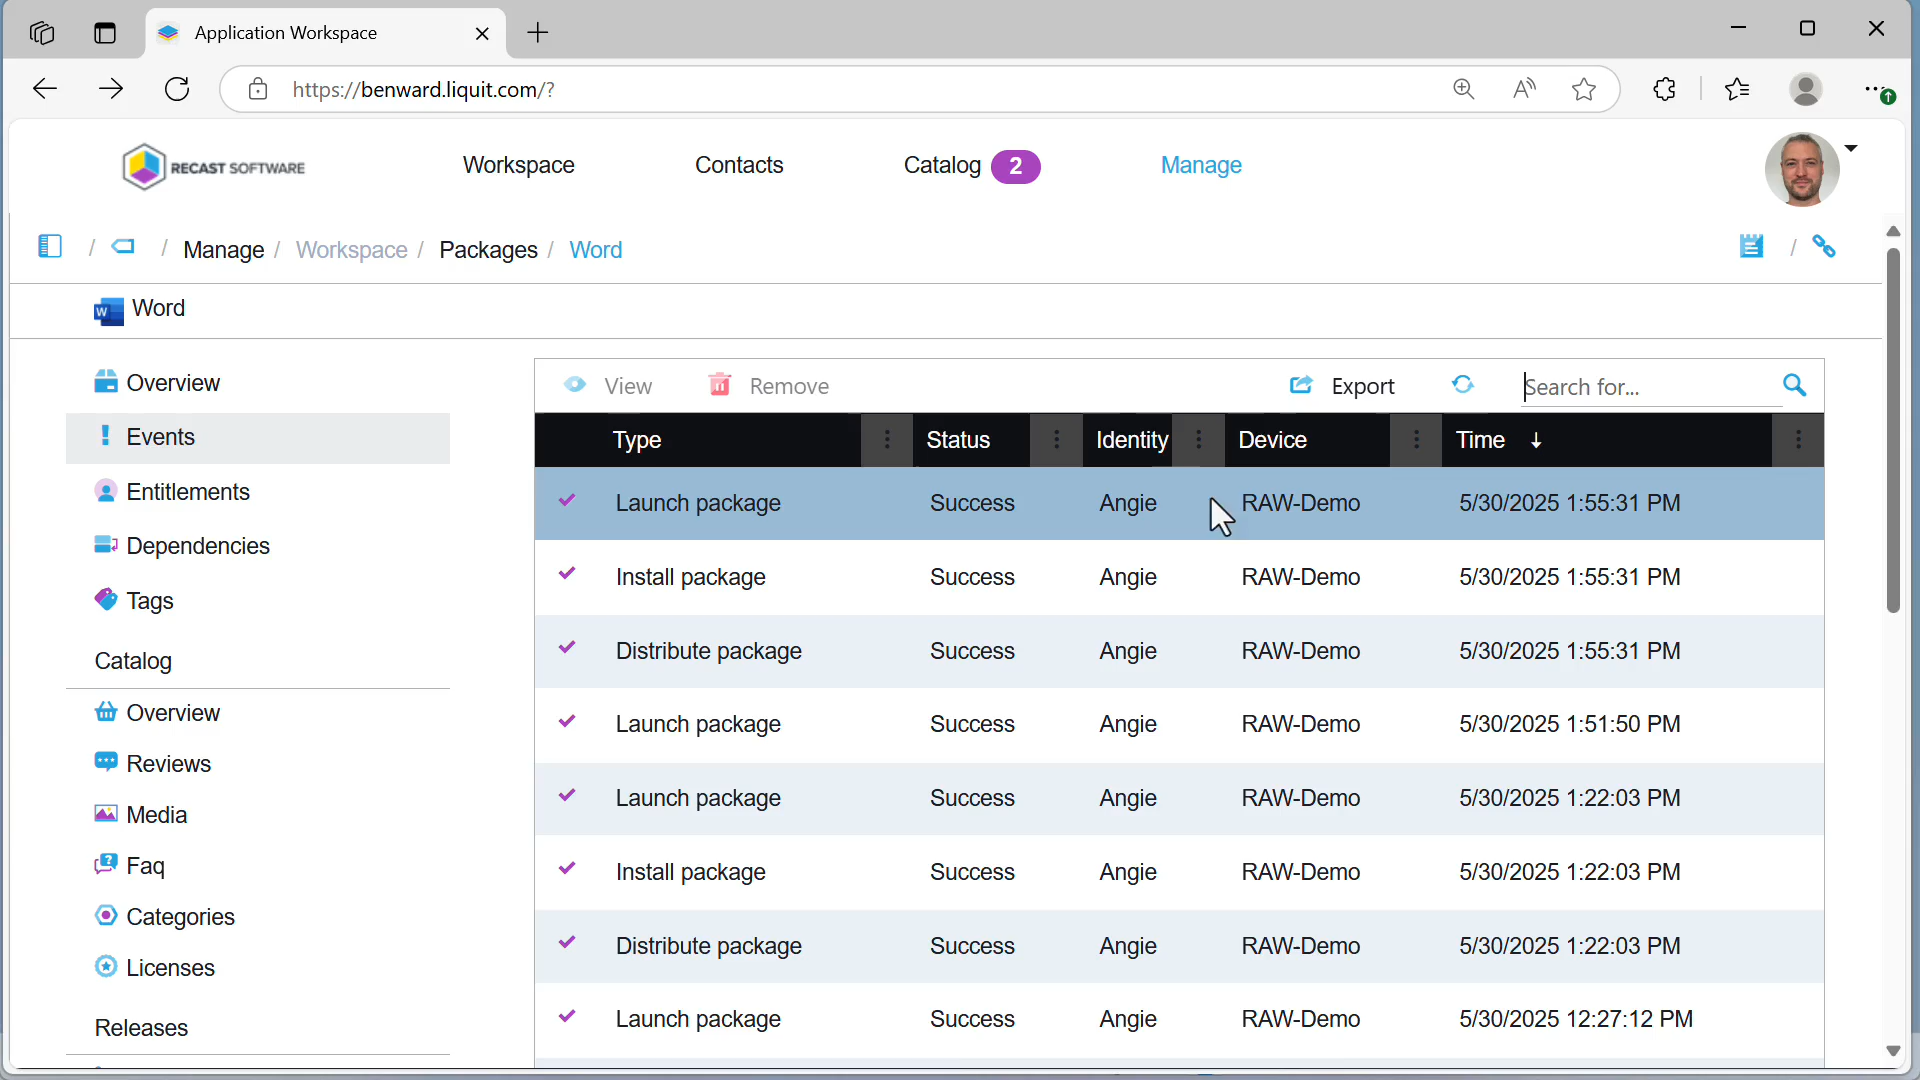 Application Workspace
https://benward.liquit.com/?
RECAST SOFTWARE
Workspace
Contacts
Catalog 2
Manage
/ / Manage / Workspace / Packages / Word /
Word
Overview
Events
Entitlements
Dependencies
Tags
Catalog
Overview
Reviews
Media
Faq
Categories
Licenses
Releases
View Remove Export Search for...
Type Status Identity Device Time ↓
Launch package Success Angie RAW-Demo 5/30/2025 1:55:31 PM
Install package Success Angie RAW-Demo 5/30/2025 1:55:31 PM
Distribute package Success Angie RAW-Demo 5/30/2025 1:55:31 PM
Launch package Success Angie RAW-Demo 5/30/2025 1:51:50 PM
Launch package Success Angie RAW-Demo 5/30/2025 1:22:03 PM
Install package Success Angie RAW-Demo 5/30/2025 1:22:03 PM
Distribute package Success Angie RAW-Demo 5/30/2025 1:22:03 PM
Launch package Success Angie RAW-Demo 5/30/2025 12:27:12 PM